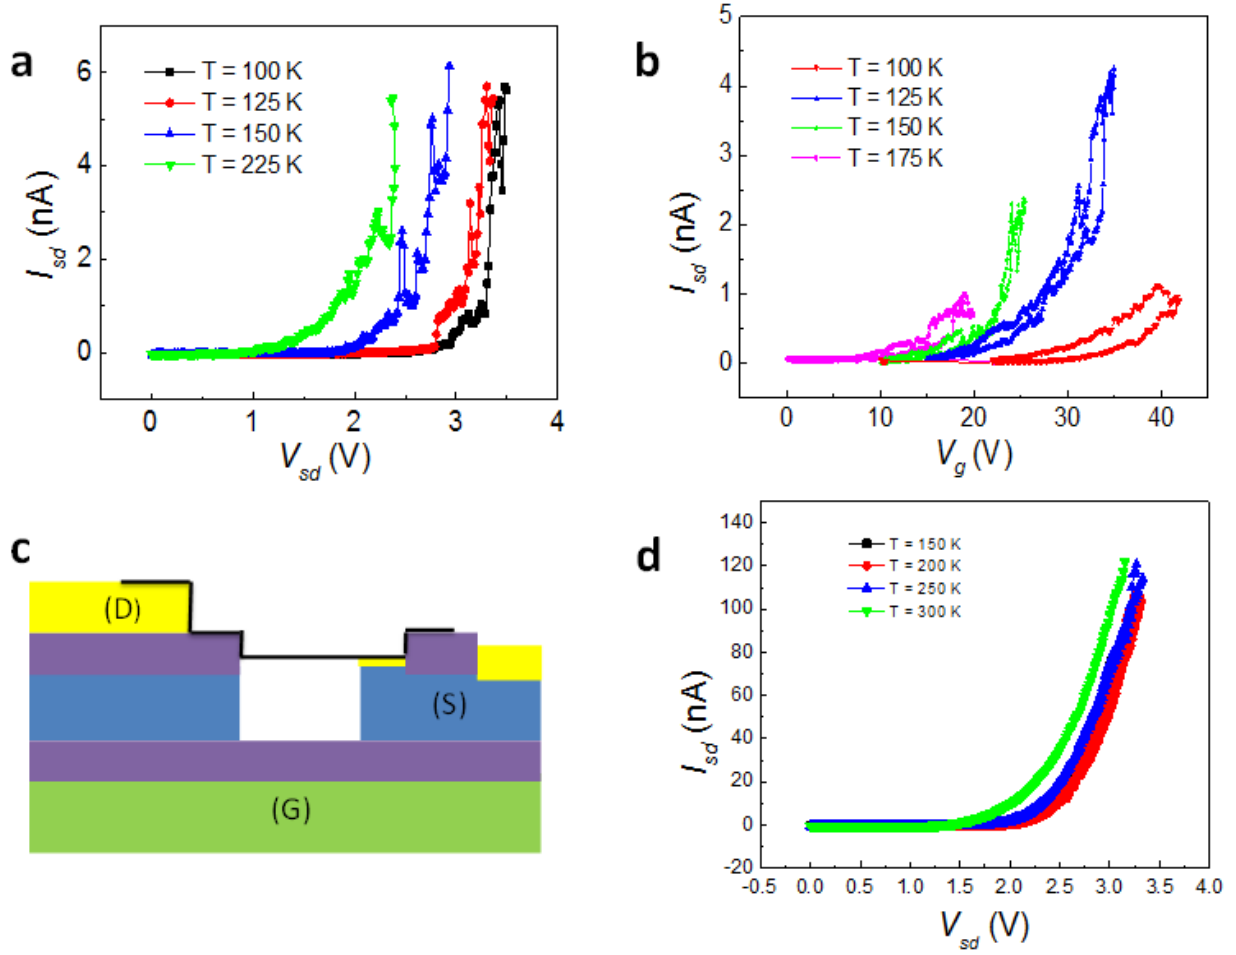 a
T = 100 K
T = 125 K
T = 150 K
T = 225 K
6
4
2
0
0
1
2
3
4
I_sd (nA)
V_sd (V)
b
T = 100 K
T = 125 K
T = 150 K
T = 175 K
5
4
3
2
1
0
0
10
20
30
40
I_sd (nA)
V_g (V)
c
(D)
(S)
(G)
d
T = 150 K
T = 200 K
T = 250 K
T = 300 K
140
120
100
80
60
40
20
0
-20
-0.5
0.0
0.5
1.0
1.5
2.0
2.5
3.0
3.5
4.0
I_sd (nA)
V_sd (V)